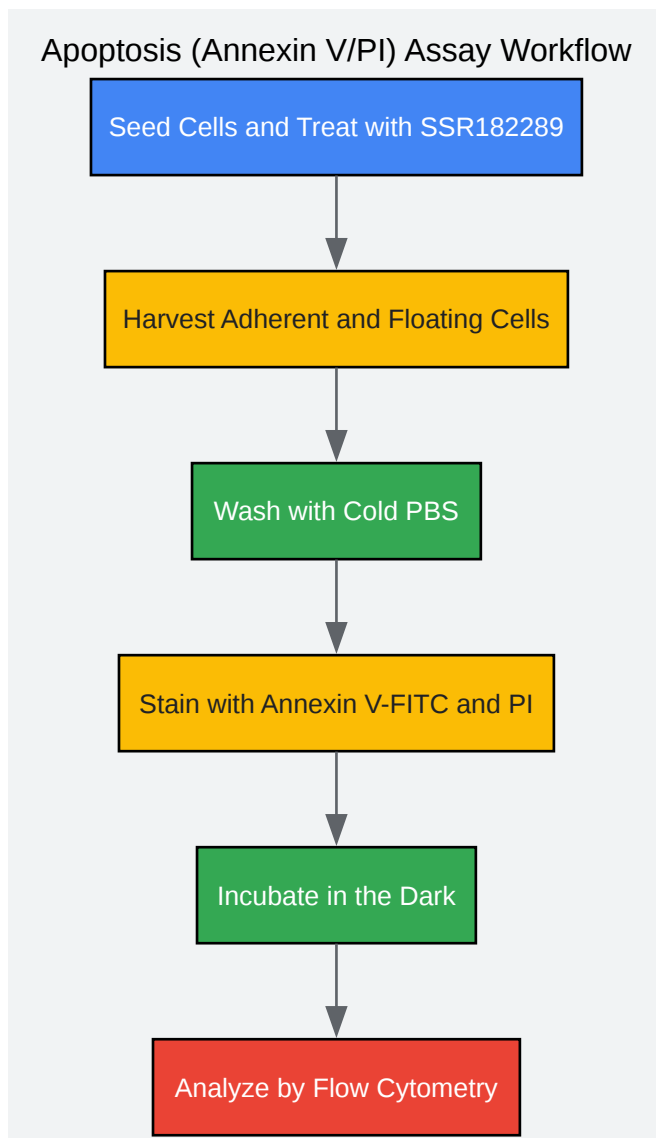 Apoptosis (Annexin V/PI) Assay Workflow
Seed Cells and Treat with SSR182289
Harvest Adherent and Floating Cells
Wash with Cold PBS
Stain with Annexin V-FITC and PI
Incubate in the Dark
Analyze by Flow Cytometry